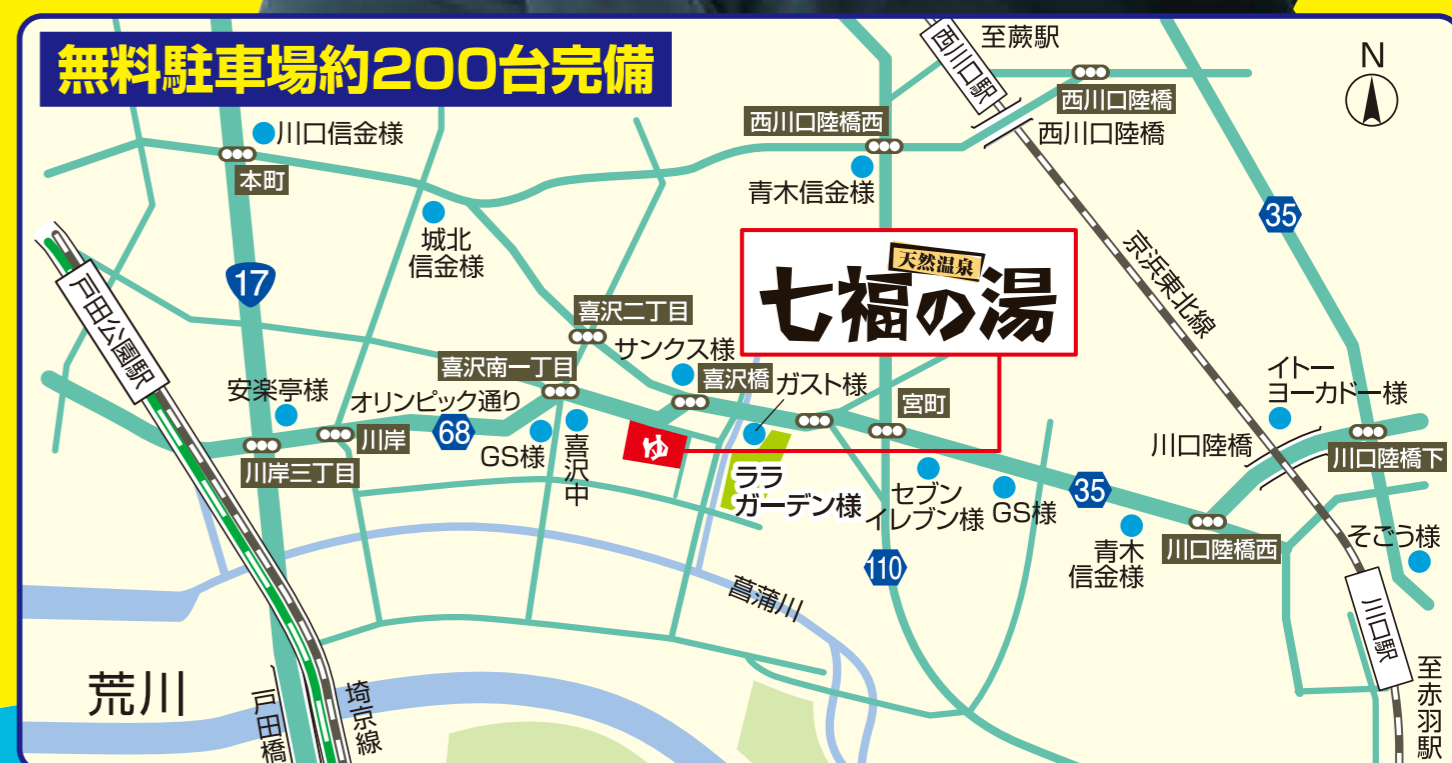 無料駐車場約200台完備
至蕨駅
西川口駅
N
西川口陸橋
西川口陸橋
西川口陸橋西
青木信金様
川口信金様
本町
城北
信金様
35
京浜東北線
天然温泉
七福の湯
17
戸田公園駅
喜沢二丁目
サンクス様
喜沢南一丁目
喜沢橋
ガスト様
宮町
安楽亭様
オリンピック通り
68
川岸
川岸三丁目
GS様
喜沢中
ゆ
ララ
ガーデン様
セブン
イレブン様
GS様
35
イトー
ヨーカドー様
川口陸橋
川口陸橋下
青木
信金様
川口陸橋西
そごう様
110
菖蒲川
川口駅
至赤羽駅
荒川
戸田橋
埼京線